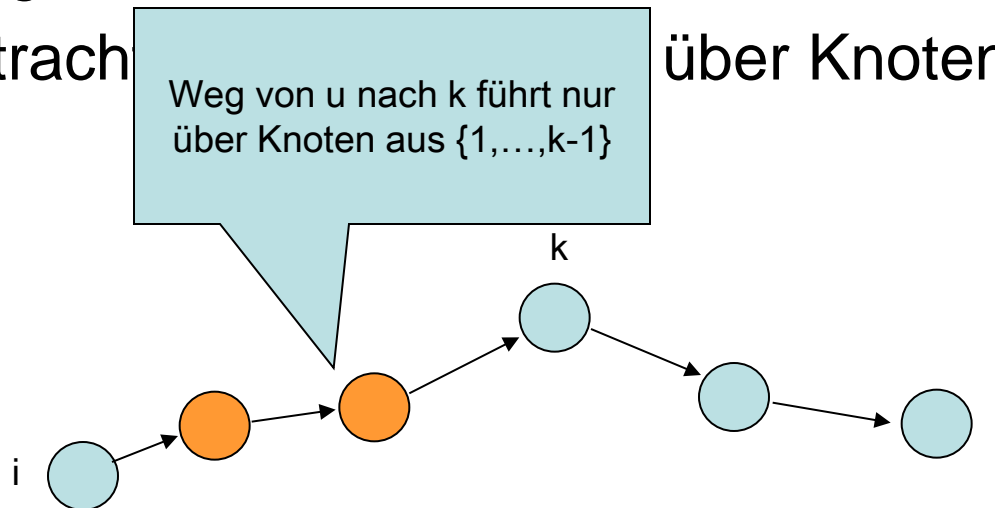 über Knoten
Weg von u nach k führt nur
über Knoten aus {1,…,k-1}
k
i